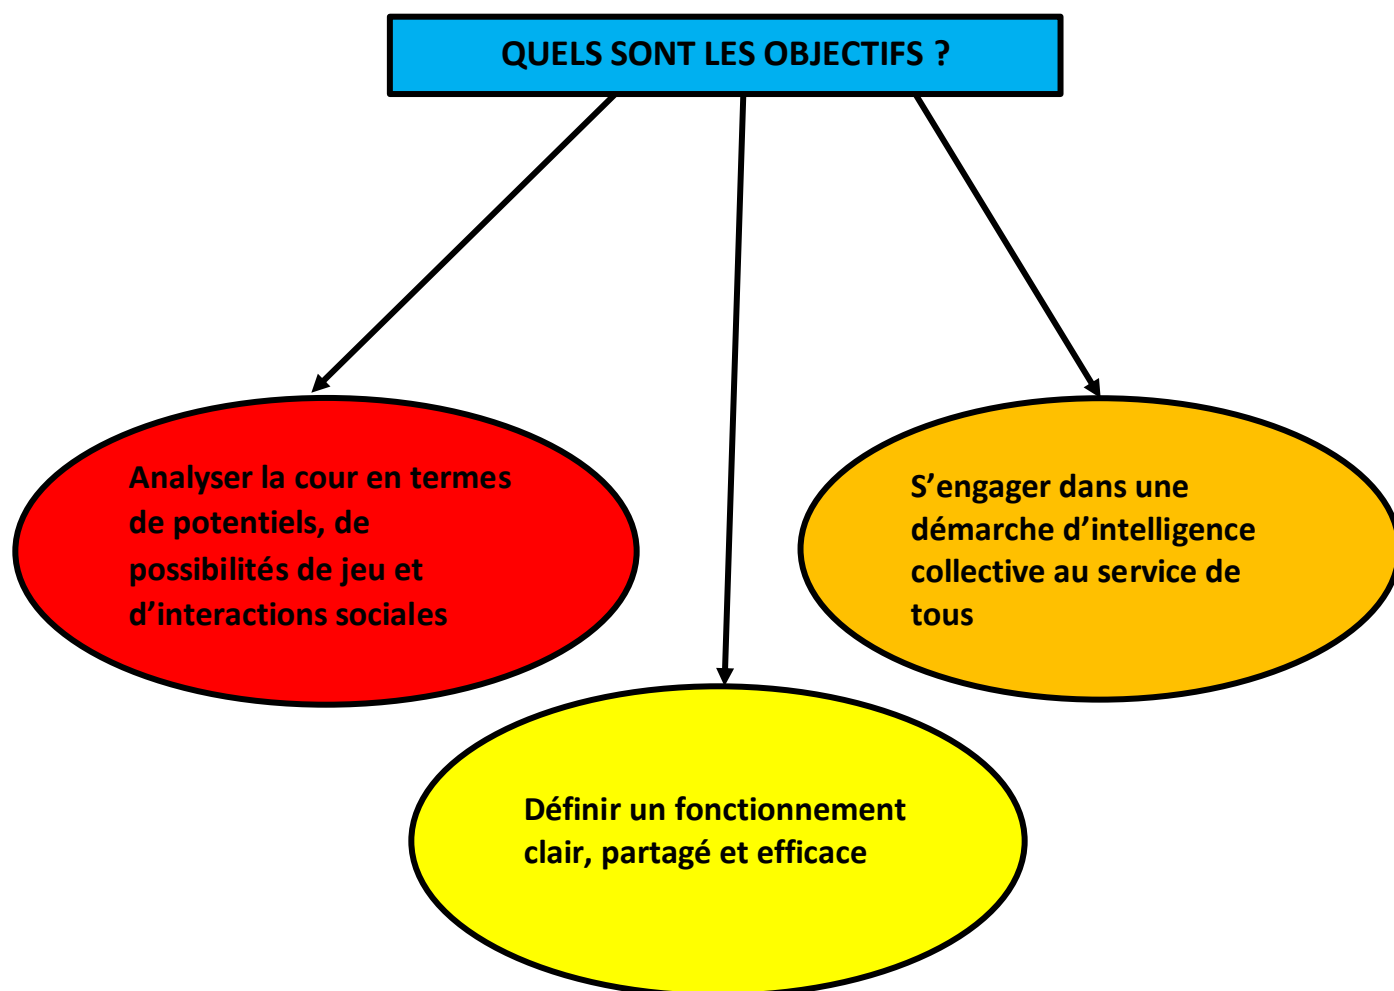 QUELS SONT LES OBJECTIFS ?
Analyser la cour en termes
de potentiels, de
possibilités de jeu et
d’interactions sociales
S’engager dans une
démarche d’intelligence
collective au service de
tous
Définir un fonctionnement
clair, partagé et efficace